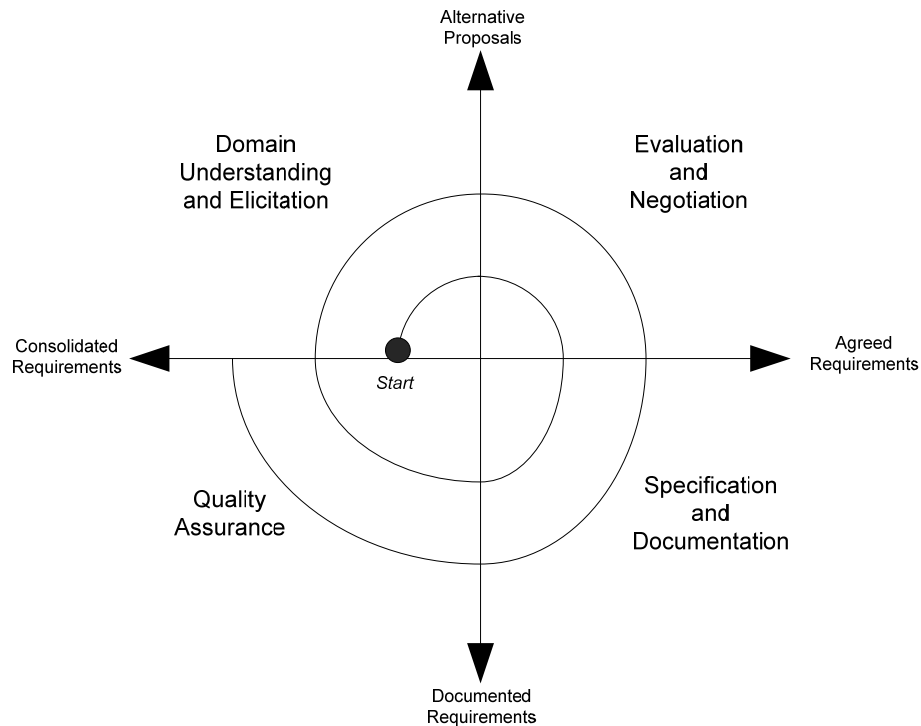 Alternative
Proposals
Domain
Understanding
and Elicitation
Evaluation
and
Negotiation
Consolidated
Requirements
Start
Agreed
Requirements
Quality
Assurance
Specification
and
Documentation
Documented
Requirements